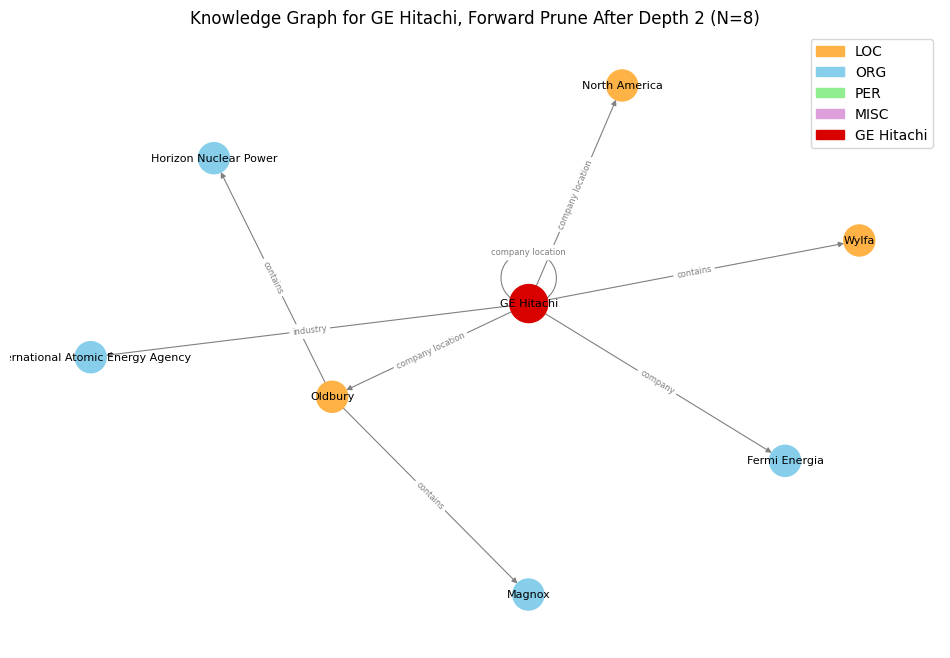 Knowledge Graph for GE Hitachi, Forward Prune After Depth 2 (N=8)
LOC
ORG
PER
MISC
GE Hitachi
North America
Horizon Nuclear Power
company location
Wylfa
company location
contains
contains
GE Hitachi
industry
company location
ernational Atomic Energy Agency
company
Oldbury
Fermi Energia
contains
Magnox